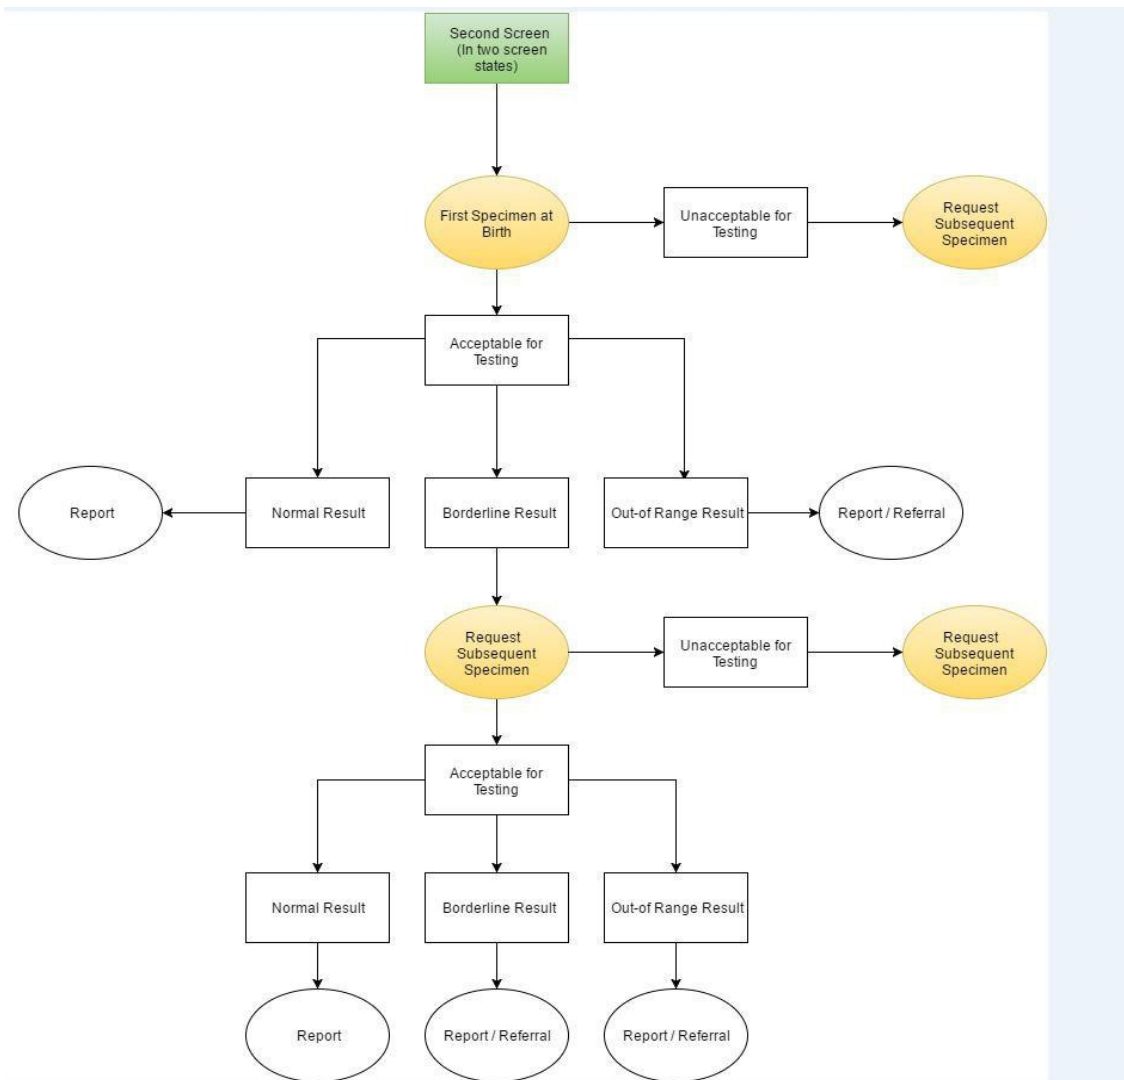 Second Screen
(In two screen
states)
First Specimen at
Birth
Unacceptable for
Testing
Request
Subsequent
Specimen
Acceptable for
Testing
Report
Normal Result
Borderline Result
Out-of Range Result
Report / Referral
Request
Subsequent
Specimen
Unacceptable for
Testing
Request
Subsequent
Specimen
Acceptable for
Testing
Normal Result
Borderline Result
Out-of Range Result
Report
Report / Referral
Report / Referral